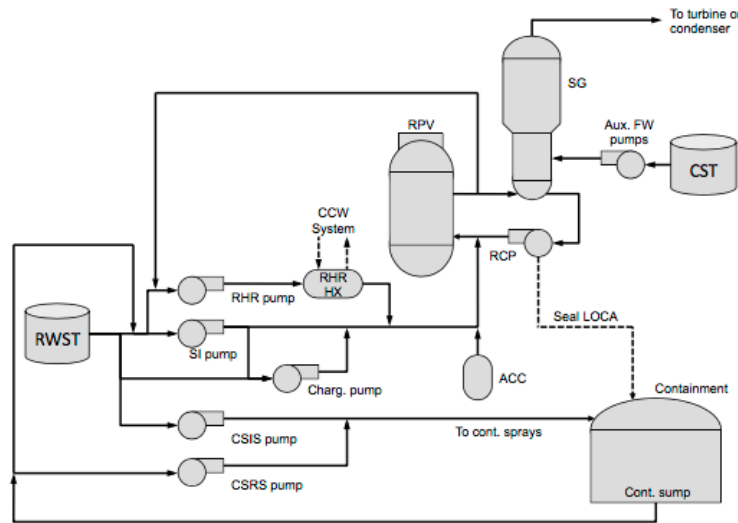 To turbine or
condenser
SG
RPV
Aux. FW
pumps
CST
CCW
System
RCP
RHR
HX
RHR pump
Seal LOCA
RWST
SI pump
Charg. pump
ACC
Containment
To cont. sprays
CSIS pump
CSRS pump
Cont. sump